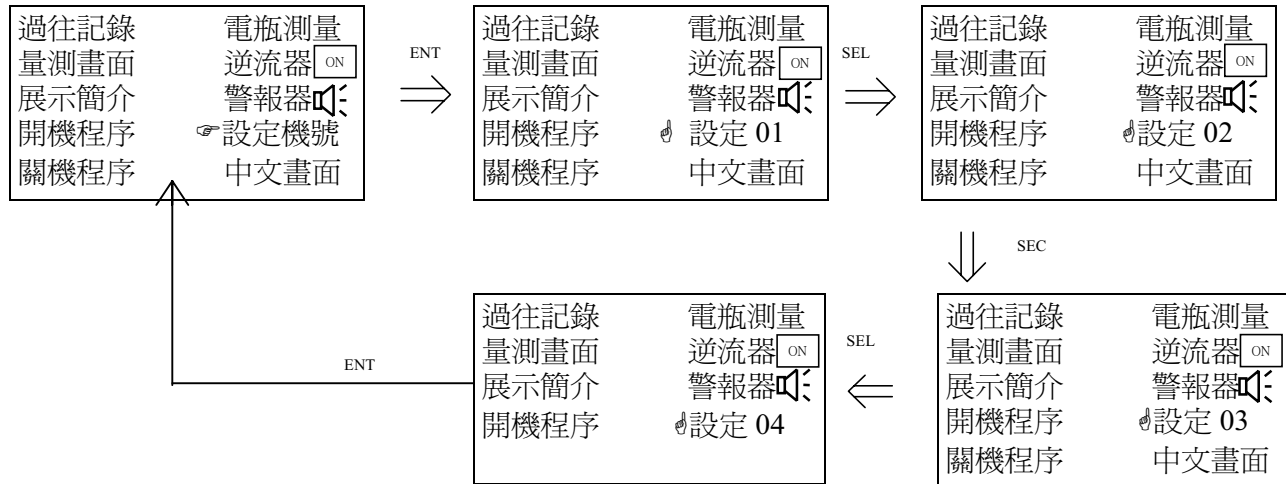 過往記錄 電瓶測量
量測畫面 逆流器 ON
展示簡介 警報器
開機程序 設定機號
關機程序 中文畫面
ENT
過往記錄 電瓶測量
量測畫面 逆流器 ON
展示簡介 警報器
開機程序 設定 01
關機程序 中文畫面
SEL
過往記錄 電瓶測量
量測畫面 逆流器 ON
展示簡介 警報器
開機程序 設定 02
關機程序 中文畫面
SEC
過往記錄 電瓶測量
量測畫面 逆流器 ON
展示簡介 警報器
開機程序 設定 03
關機程序 中文畫面
SEL
過往記錄 電瓶測量
量測畫面 逆流器 ON
展示簡介 警報器
開機程序 設定 04
ENT